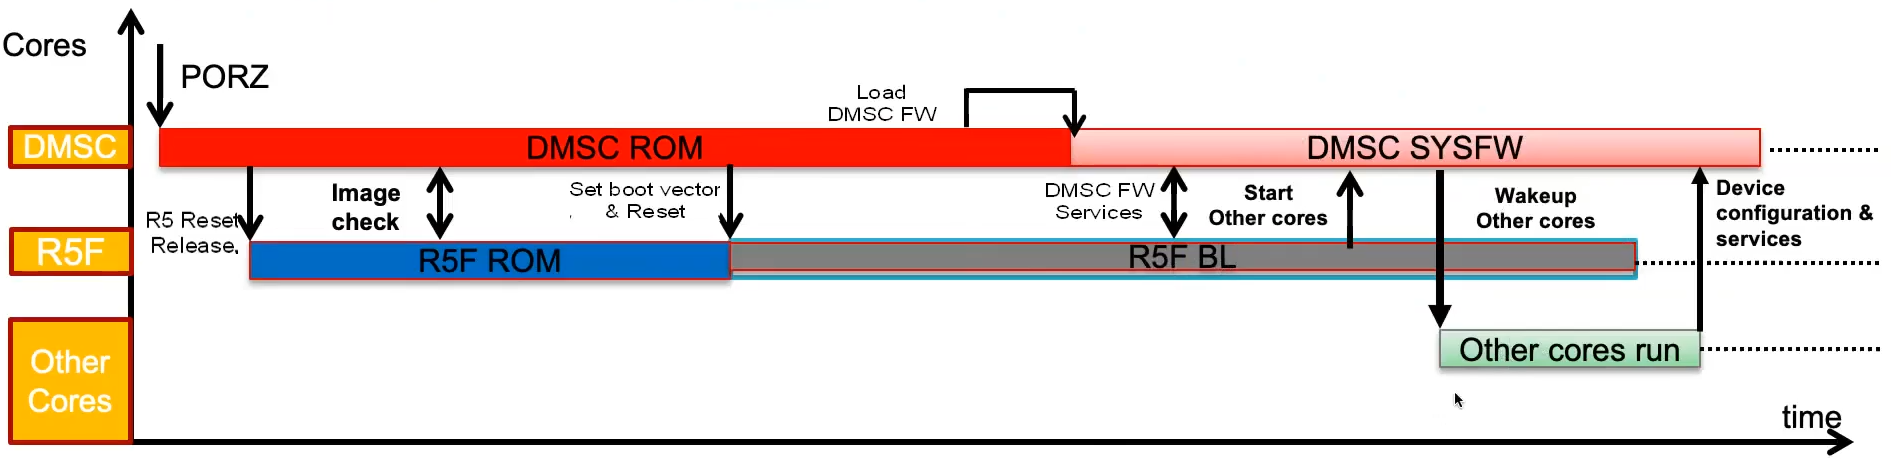 Cores
PORZ
Load
DMSC FW
DMSC
DMSC ROM
DMSC SYSFW
R5 Reset
Release,
Image
check
Set boot vector
& Reset
DMSC FW
Services
Start
Other cores
Wakeup
Other cores
Device
configuration &
services
R5F
R5F ROM
R5F BL
Other
Cores
Other cores run
time